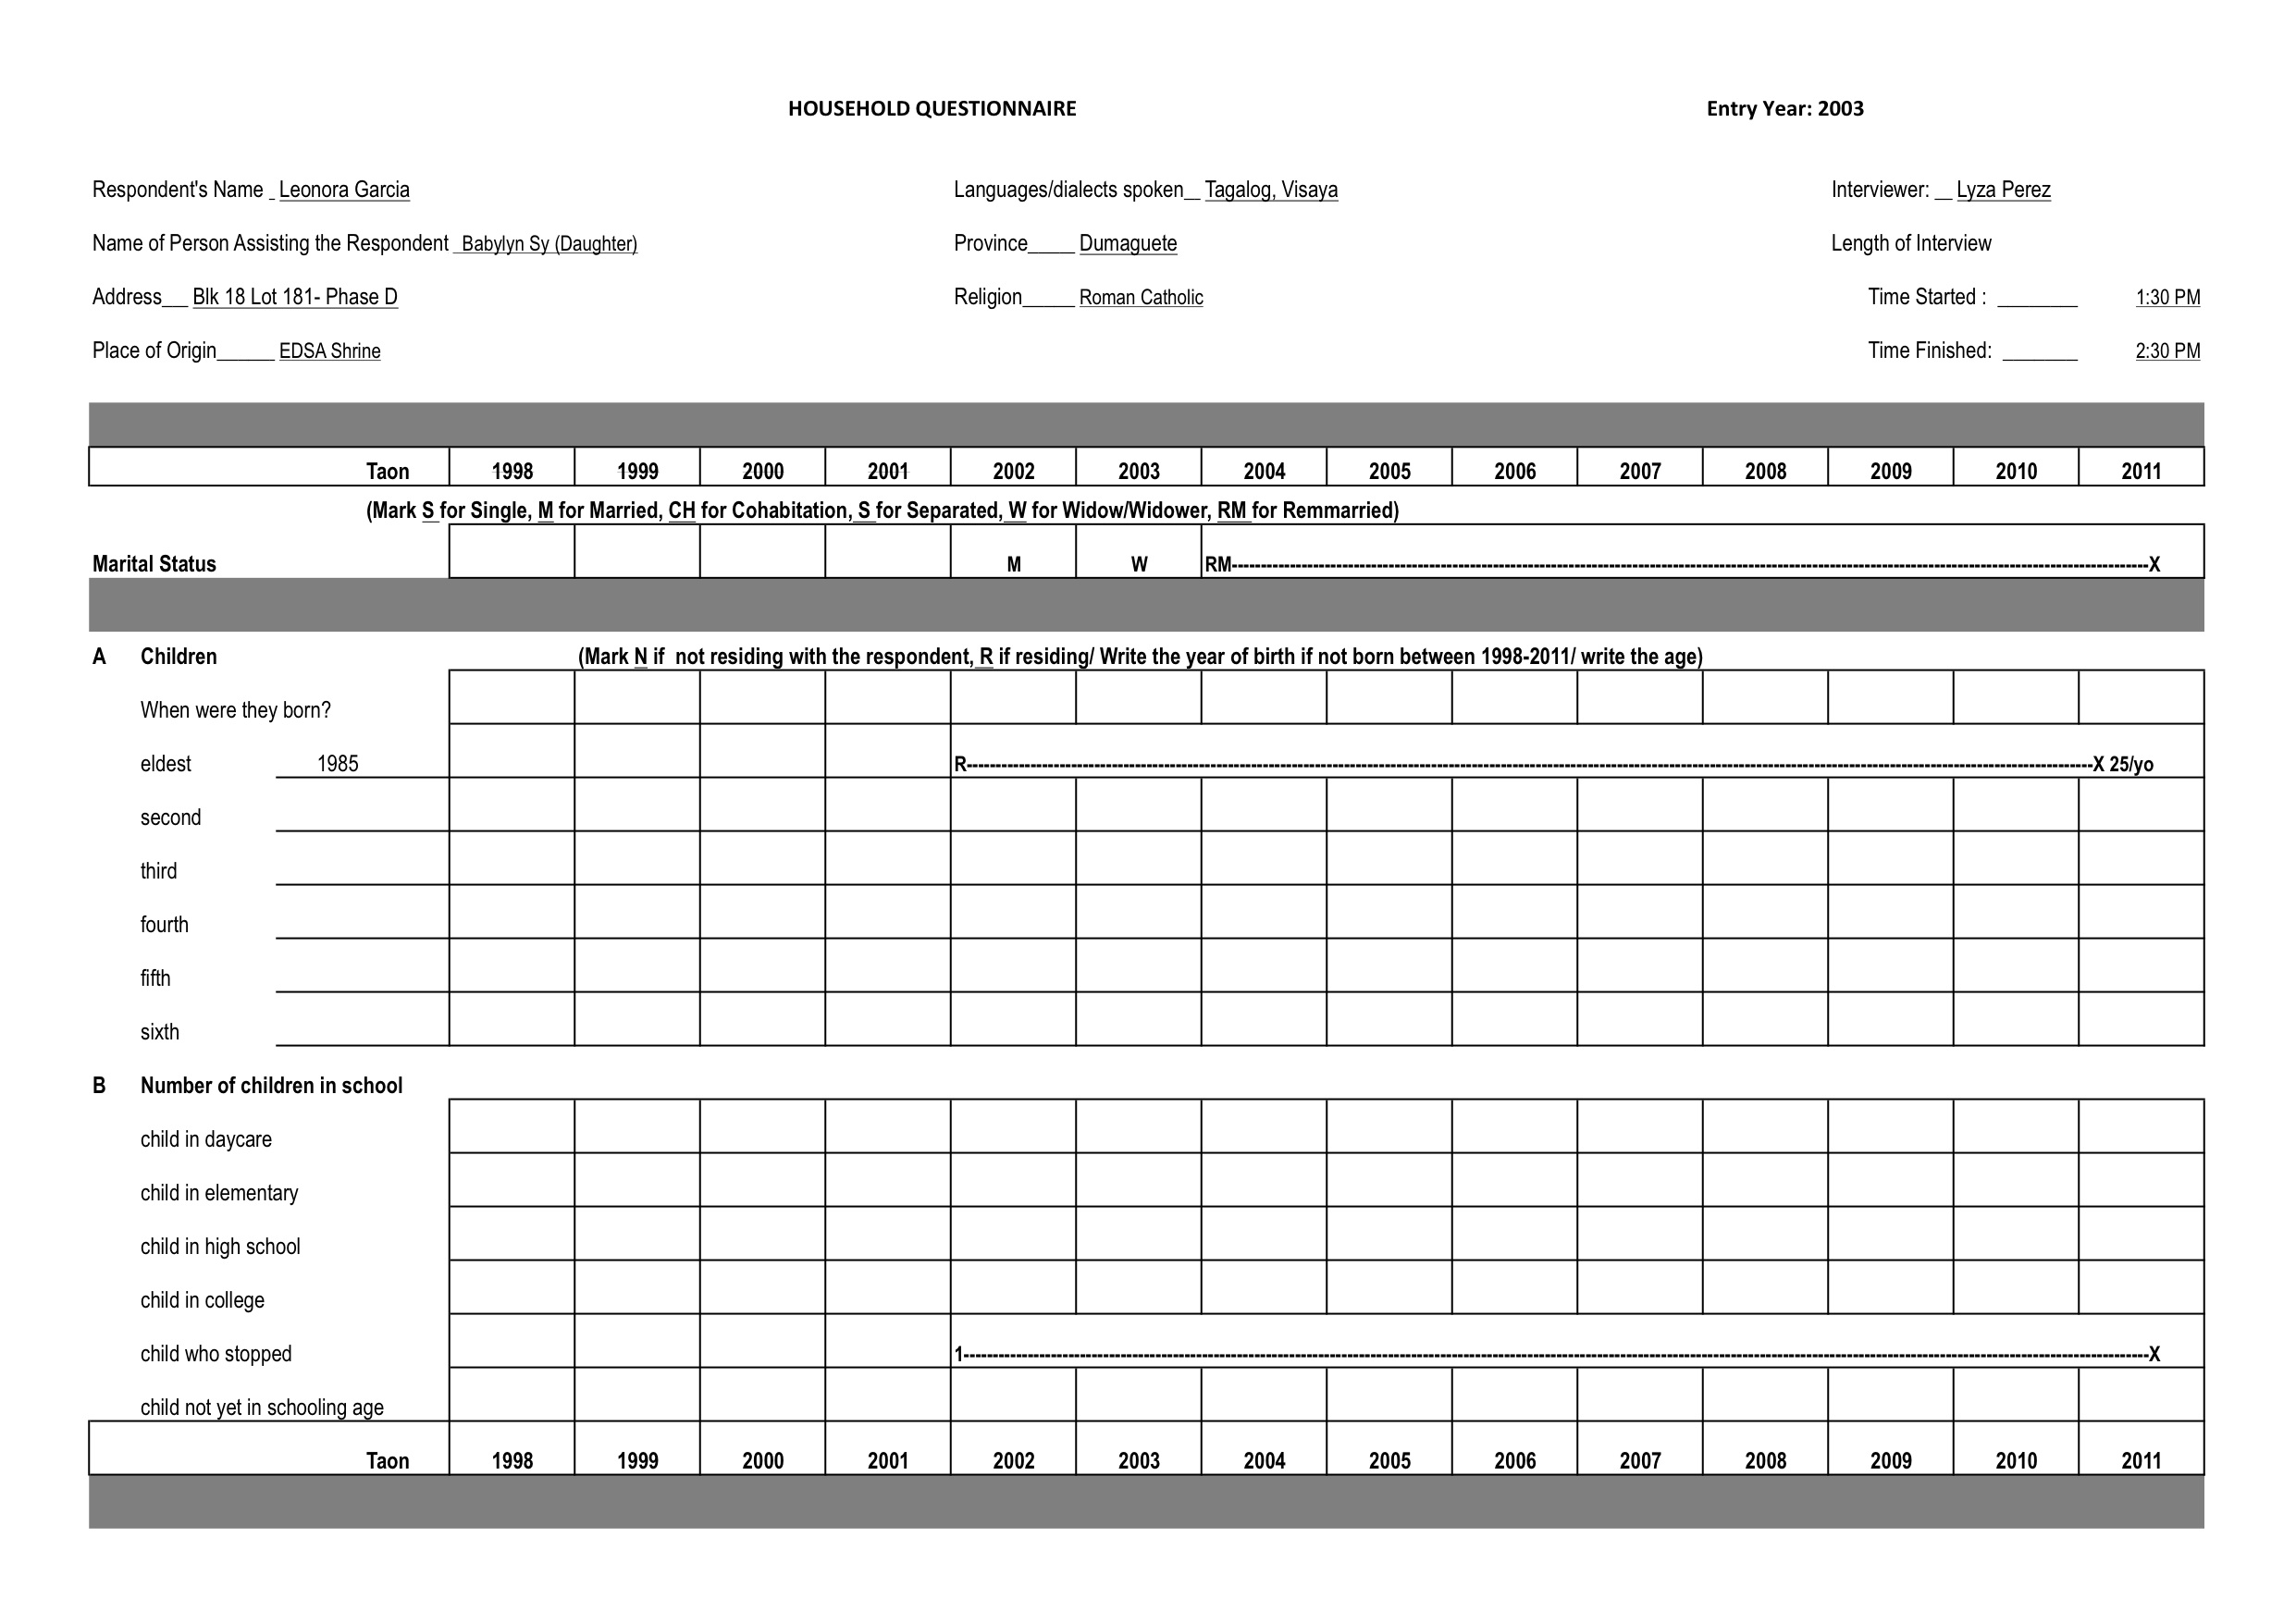 HOUSEHOLD QUESTIONNAIRE Entry Year: 2003
Respondent's Name _ Leonora Garcia Languages/dialects spoken__ Tagalog, Visaya Interviewer: __ Lyza Perez
Name of Person Assisting the Respondent _Babylyn Sy (Daughter) Province____ Dumaguete Length of Interview
Address__ Blk 18 Lot 181- Phase D Religion____ Roman Catholic Time Started : ______ 1:30 PM
Place of Origin_____ EDSA Shrine Time Finished: ______ 2:30 PM
Taon 1998 1999 2000 2001 2002 2003 2004 2005 2006 2007 2008 2009 2010 2011
(Mark S for Single, M for Married, CH for Cohabitation, S for Separated, W for Widow/Widower, RM for Remmarried)
Marital Status M W RM----------X
A Children (Mark N if not residing with the respondent, R if residing/ Write the year of birth if not born between 1998-2011/ write the age)
When were they born?
eldest 1985 R----------X 25/yo
second
third
fourth
fifth
sixth
B Number of children in school
child in daycare
child in elementary
child in high school
child in college
child who stopped 1----------X
child not yet in schooling age
Taon 1998 1999 2000 2001 2002 2003 2004 2005 2006 2007 2008 2009 2010 2011